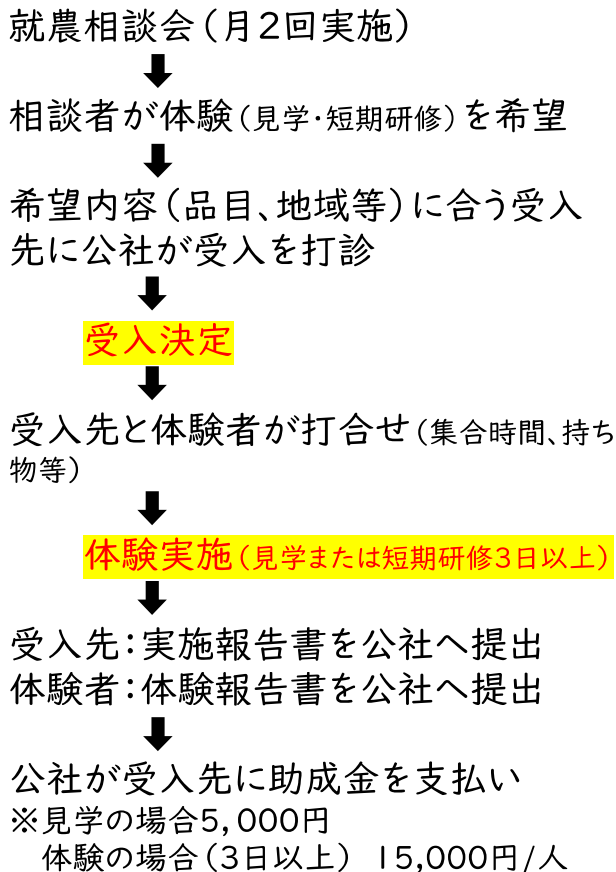 就農相談会(月2回実施)
相談者が体験(見学・短期研修)を希望
希望内容(品目、地域等)に合う受入
先に公社が受入を打診
受入決定
受入先と体験者が打合せ(集合時間、持ち
物等)
体験実施(見学または短期研修3日以上)
受入先:実施報告書を公社へ提出
体験者:体験報告書を公社へ提出
公社が受入先に助成金を支払い
※見学の場合5,000円
体験の場合(3日以上) 15,000円/人